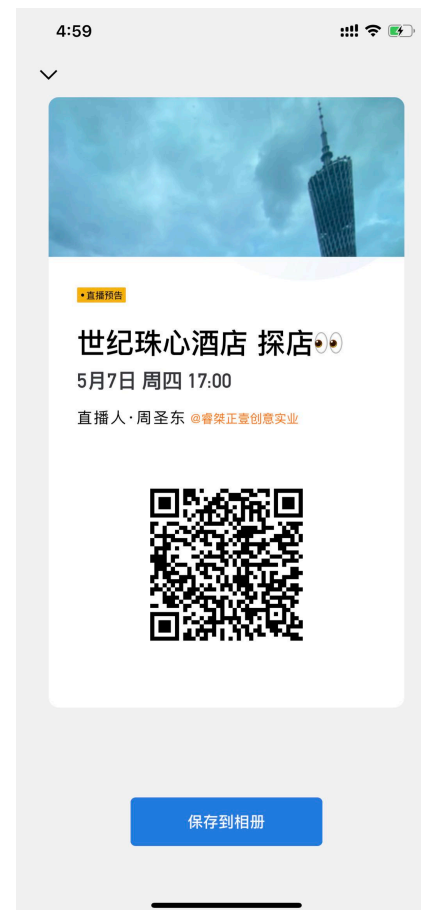 4:59
•直播预告
世纪珠心酒店 探店👀
5月7日 周四 17:00
直播人·周圣东 @睿桀正壹创意实业
保存到相册